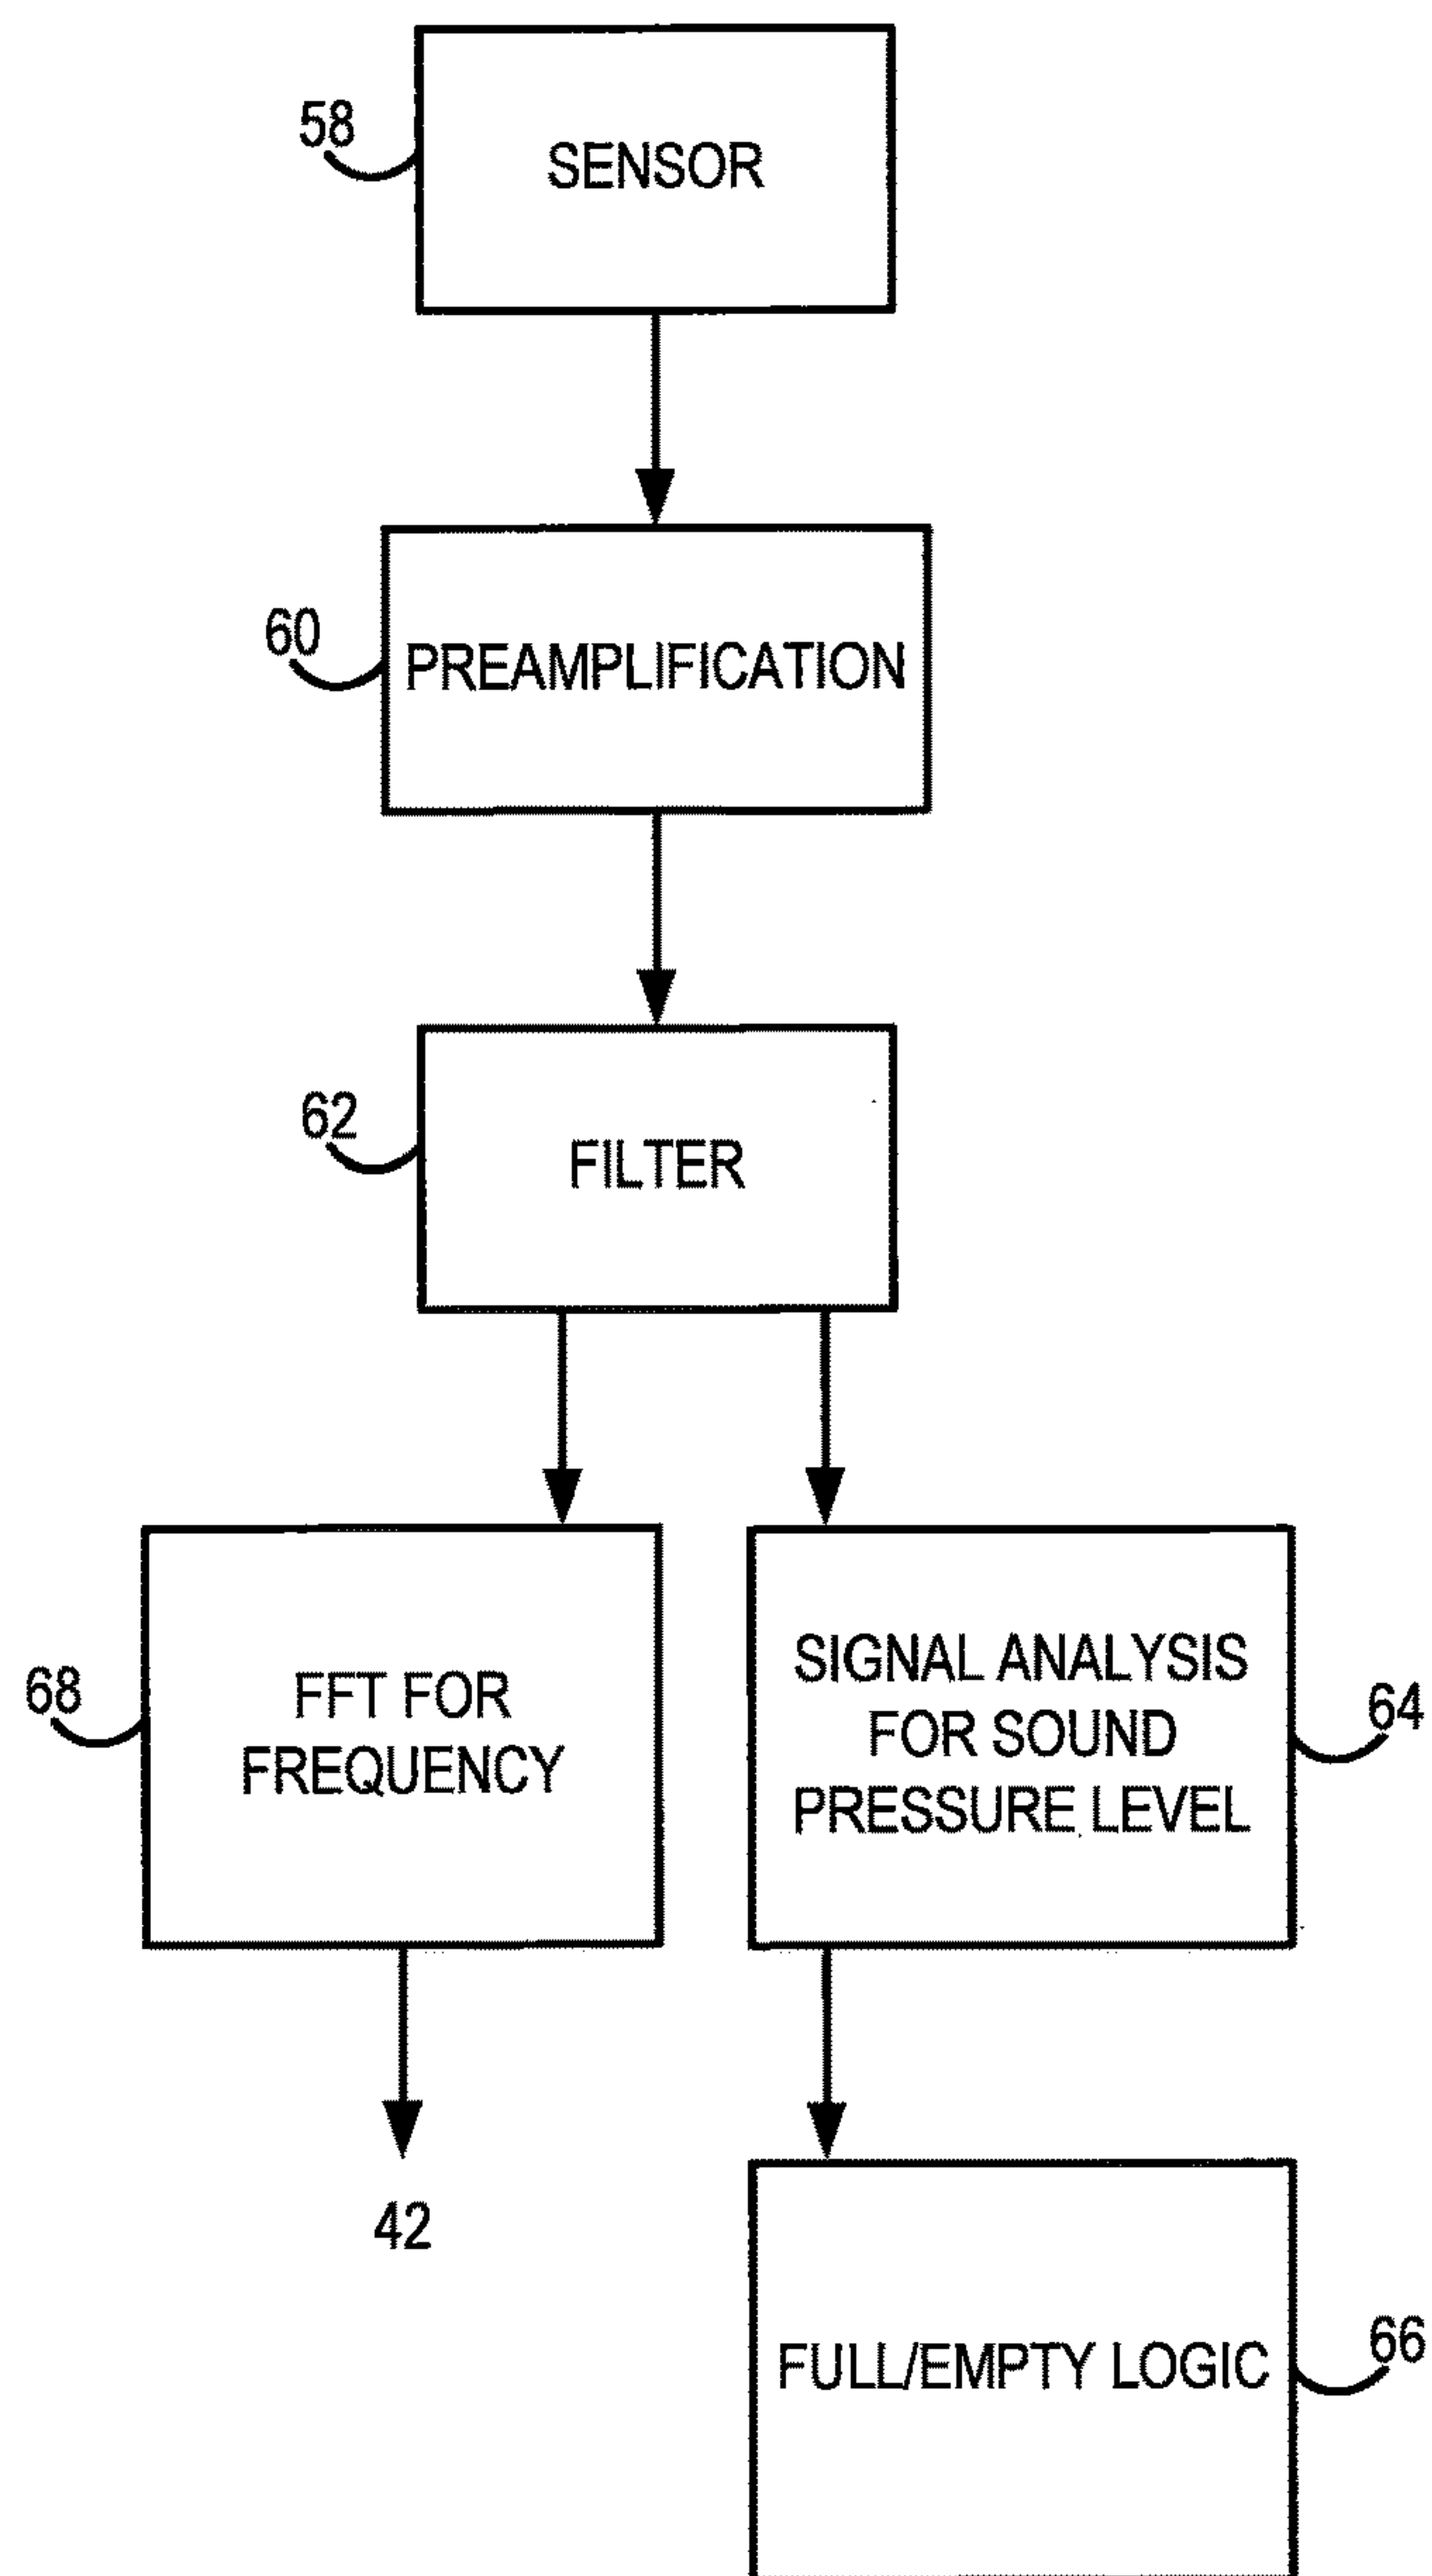 58
SENSOR
60
PREAMPLIFICATION
62
FILTER
68
FFT FOR
FREQUENCY
SIGNAL ANALYSIS
FOR SOUND
PRESSURE LEVEL
64
42
FULL/EMPTY LOGIC
66